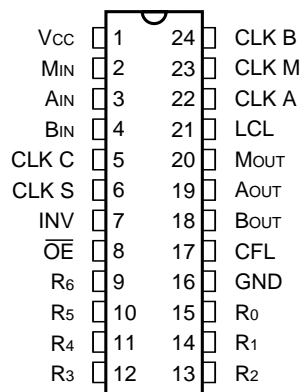 VCC 1 24 CLK B
MIN 2 23 CLK M
AIN 3 22 CLK A
BIN 4 21 LCL
CLK C 5 20 MOUT
CLK S 6 19 AOUT
INV 7 18 BOUT
O̅E̅ 8 17 CFL
R6 9 16 GND
R5 10 15 R0
R4 11 14 R1
R3 12 13 R2